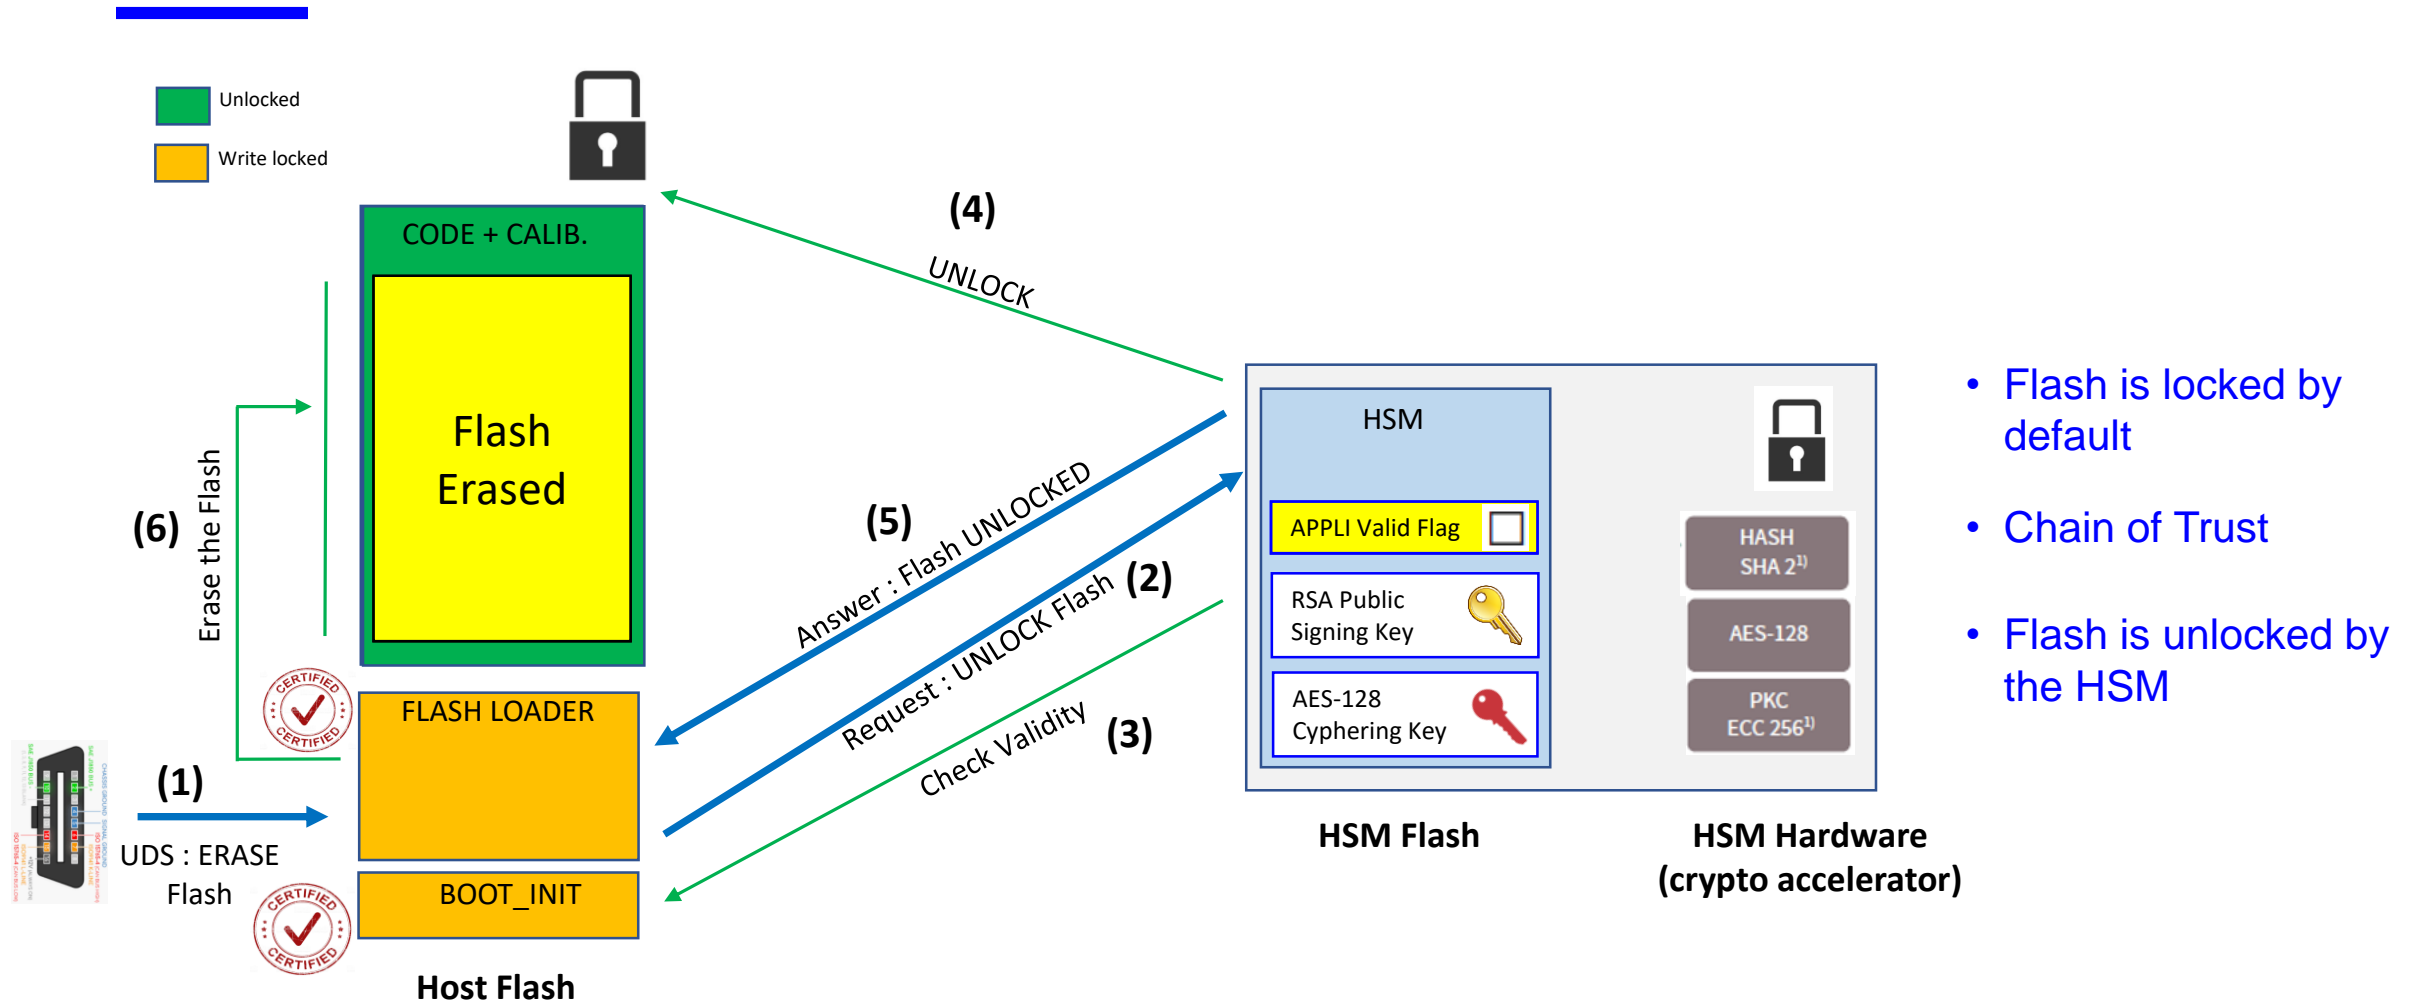 Unlocked
Write locked
CODE + CALIB.
Flash
Erased
(4)
UNLOCK
(6)
Erase the Flash
(5)
Answer : Flash UNLOCKED
(2)
Request : UNLOCK Flash
(3)
Check Validity
CERTIFIED
CERTIFIED
FLASH LOADER
(1)
UDS : ERASE
Flash
CERTIFIED
CERTIFIED
BOOT_INIT
Host Flash
HSM
APPLI Valid Flag
RSA Public
Signing Key
AES-128
Cyphering Key
HASH
SHA 2¹⁾
AES-128
PKC
ECC 256¹⁾
HSM Flash
HSM Hardware
(crypto accelerator)
• Flash is locked by
default
• Chain of Trust
• Flash is unlocked by
the HSM
CHASSIS GROUND
SIGNAL GROUND